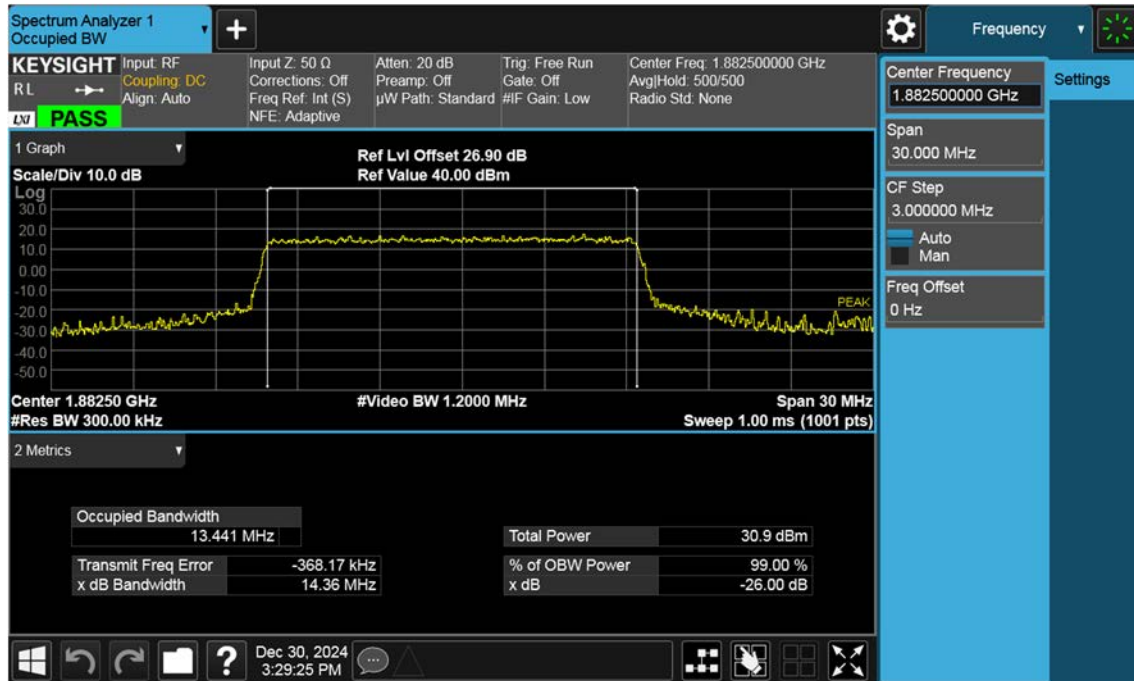 Spectrum Analyzer 1
Occupied BW
+
Frequency
KEYSIGHT
R L
LXI PASS
Input: RF
Coupling: DC
Align: Auto
Input Z: 50 Ω
Corrections: Off
Freq Ref: Int (S)
NFE: Adaptive
Atten: 20 dB
Preamp: Off
µW Path: Standard
Trig: Free Run
Gate: Off
#IF Gain: Low
Center Freq: 1.882500000 GHz
Avg|Hold: 500/500
Radio Std: None
Center Frequency
1.882500000 GHz
Settings
Span
30.000 MHz
CF Step
3.000000 MHz
Auto
Man
Freq Offset
0 Hz
1 Graph
Ref Lvl Offset 26.90 dB
Scale/Div 10.0 dB
Ref Value 40.00 dBm
Log
30.0
20.0
10.0
0.00
-10.0
-20.0
-30.0
-40.0
-50.0
PEAK
Center 1.88250 GHz
#Video BW 1.2000 MHz
Span 30 MHz
#Res BW 300.00 kHz
Sweep 1.00 ms (1001 pts)
2 Metrics
Occupied Bandwidth
13.441 MHz
Total Power 30.9 dBm
Transmit Freq Error -368.17 kHz
% of OBW Power 99.00 %
x dB Bandwidth 14.36 MHz
x dB -26.00 dB
?
Dec 30, 2024
3:29:25 PM